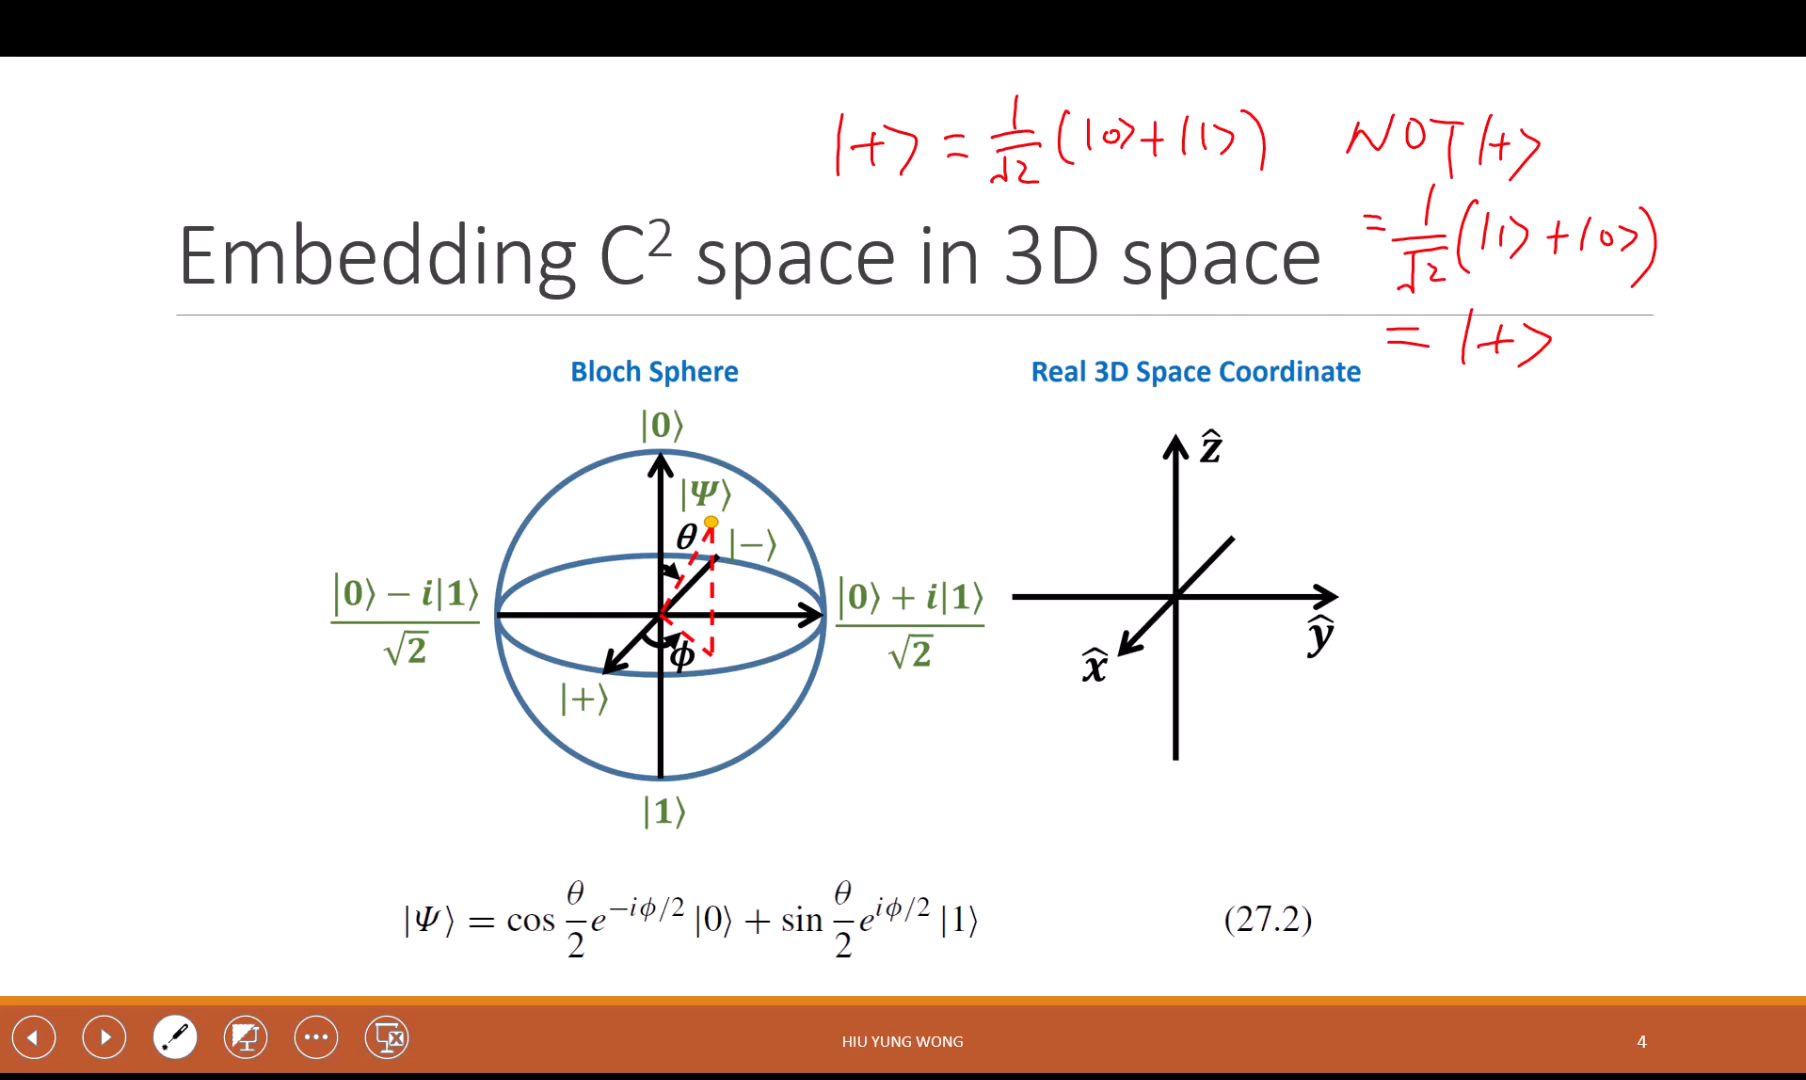 |+> = 1/√2 (|0> + |1>) NOT |+>
= 1/√2 (|1> + |0>)
= |+>
Embedding C² space in 3D space
Bloch Sphere
|0⟩
|Ψ⟩
θ
|−⟩
|0⟩ − i|1⟩ / √2
|0⟩ + i|1⟩ / √2
ϕ
|+⟩
|1⟩
Real 3D Space Coordinate
ẑ
ŷ
x̂
|Ψ⟩ = cos θ/2 e^{−iϕ/2} |0⟩ + sin θ/2 e^{iϕ/2} |1⟩ (27.2)
HIU YUNG WONG
4